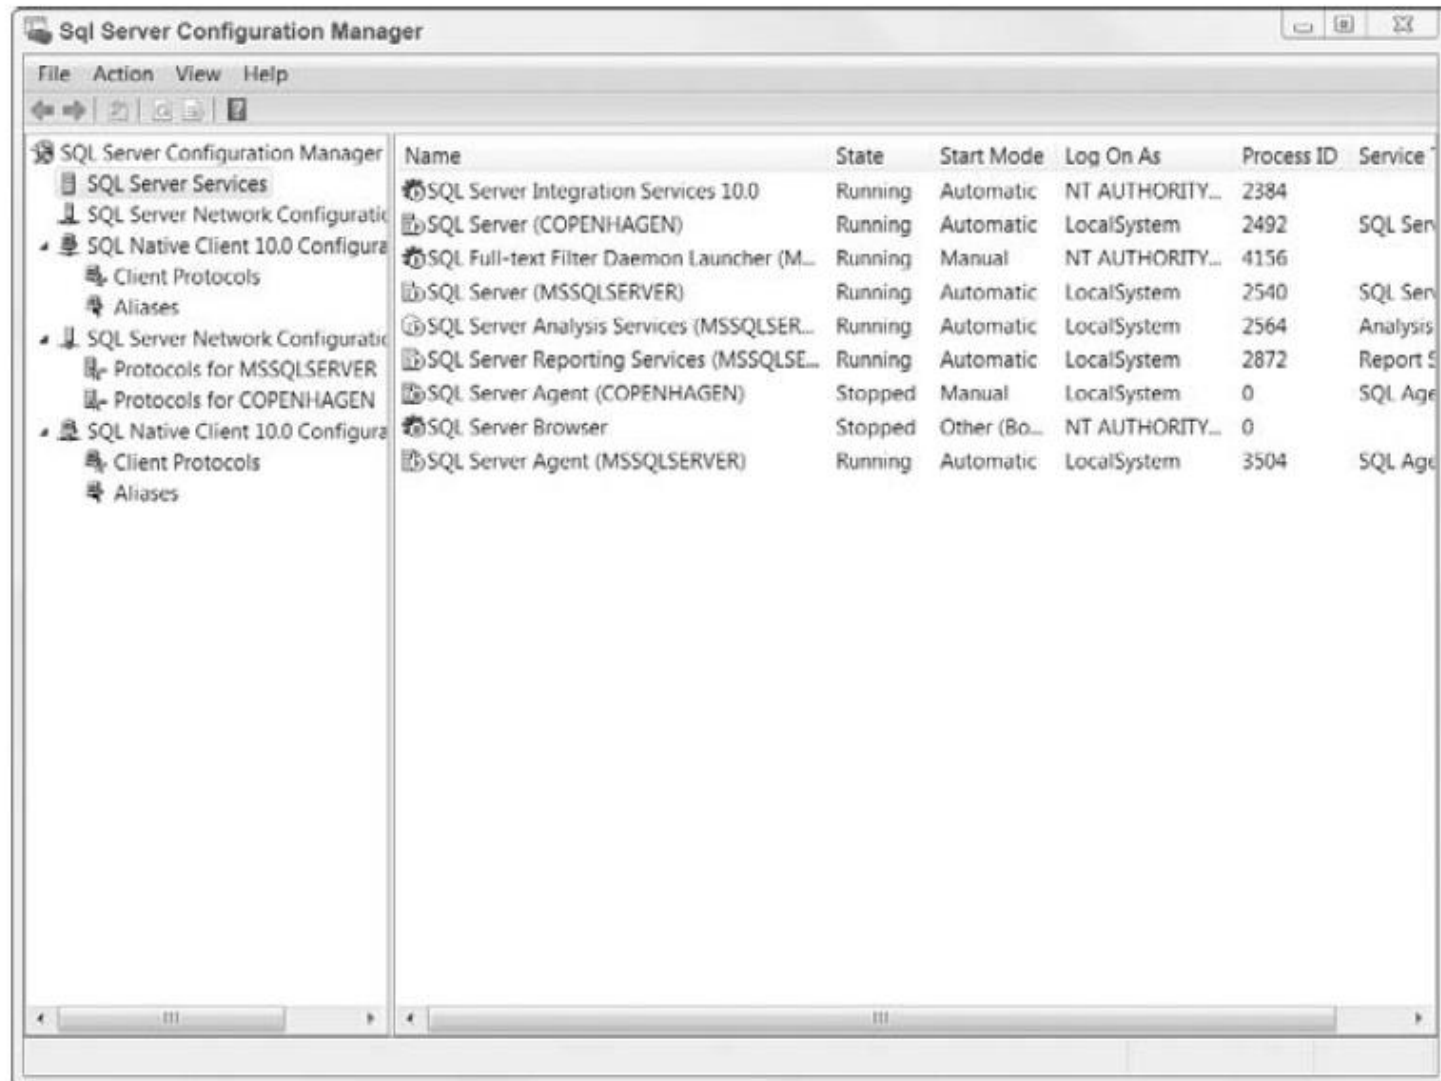 Sql Server Configuration Manager
File Action View Help
SQL Server Configuration Manager
SQL Server Services
SQL Server Network Configuratic
SQL Native Client 10.0 Configura
Client Protocols
Aliases
SQL Server Network Configuratic
Protocols for MSSQLSERVER
Protocols for COPENHAGEN
SQL Native Client 10.0 Configura
Client Protocols
Aliases
Name State Start Mode Log On As Process ID Service
SQL Server Integration Services 10.0 Running Automatic NT AUTHORITY... 2384
SQL Server (COPENHAGEN) Running Automatic LocalSystem 2492 SQL Serv
SQL Full-text Filter Daemon Launcher (M... Running Manual NT AUTHORITY... 4156
SQL Server (MSSQLSERVER) Running Automatic LocalSystem 2540 SQL Serv
SQL Server Analysis Services (MSSQLSER... Running Automatic LocalSystem 2564 Analysis
SQL Server Reporting Services (MSSQLSE... Running Automatic LocalSystem 2872 Report S
SQL Server Agent (COPENHAGEN) Stopped Manual LocalSystem 0 SQL Age
SQL Server Browser Stopped Other (Bo... NT AUTHORITY... 0
SQL Server Agent (MSSQLSERVER) Running Automatic LocalSystem 3504 SQL Age